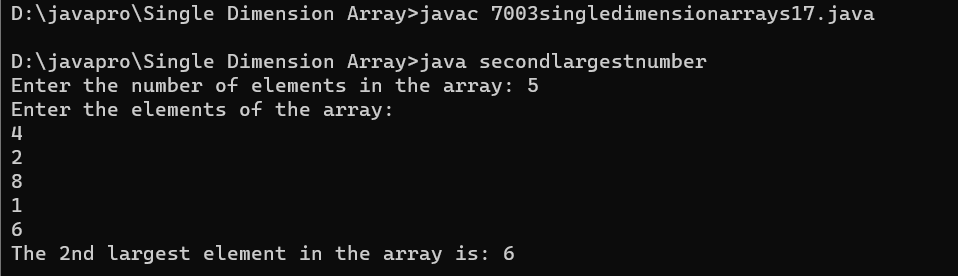 D:\javapro\Single Dimension Array>javac 7003singledimensionarrays17.java
D:\javapro\Single Dimension Array>java secondlargestnumber
Enter the number of elements in the array: 5
Enter the elements of the array:
4
2
8
1
6
The 2nd largest element in the array is: 6